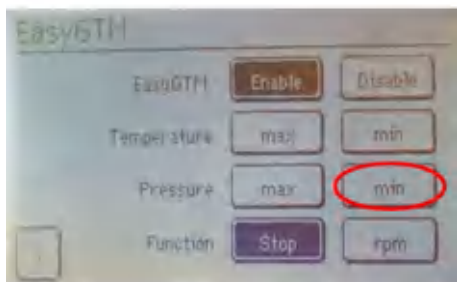 EasyGTM
EasyGTM Enable Disable
Temperature max min
Pressure max min
Function Stop rpm